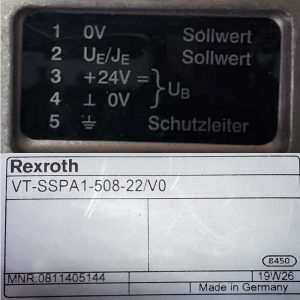 1 0V Sollwert
2 UE/JE Sollwert
3 +24V = } UB
4 ⊥ 0V
5 ⏚ Schutzleiter
Rexroth
VT-SSPA1-508-22/V0
8450
MNR:0811405144 19W26
Made in Germany